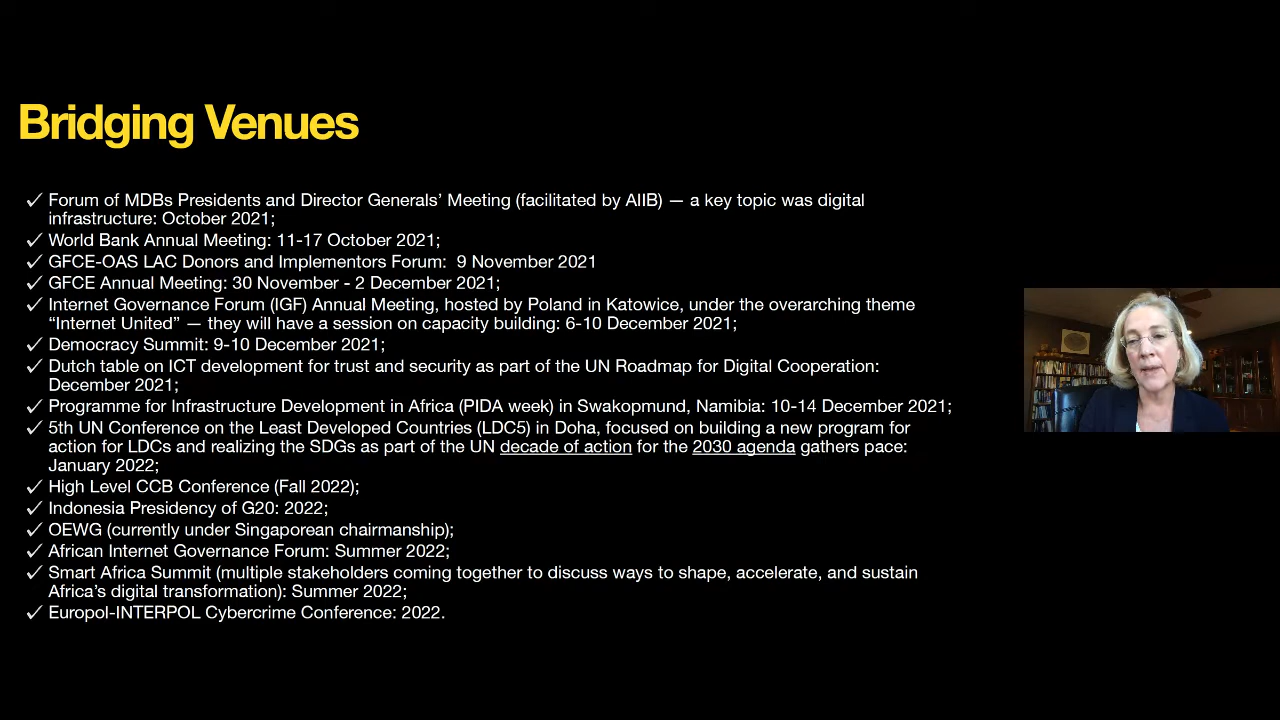 Bridging Venues
✓ Forum of MDBs Presidents and Director Generals’ Meeting (facilitated by AIIB) — a key topic was digital
infrastructure: October 2021;
✓ World Bank Annual Meeting: 11-17 October 2021;
✓ GFCE-OAS LAC Donors and Implementors Forum:  9 November 2021
✓ GFCE Annual Meeting: 30 November - 2 December 2021;
✓ Internet Governance Forum (IGF) Annual Meeting, hosted by Poland in Katowice, under the overarching theme
“Internet United” — they will have a session on capacity building: 6-10 December 2021;
✓ Democracy Summit: 9-10 December 2021;
✓ Dutch table on ICT development for trust and security as part of the UN Roadmap for Digital Cooperation:
December 2021;
✓ Programme for Infrastructure Development in Africa (PIDA week) in Swakopmund, Namibia: 10-14 December 2021;
✓ 5th UN Conference on the Least Developed Countries (LDC5) in Doha, focused on building a new program for
action for LDCs and realizing the SDGs as part of the UN decade of action for the 2030 agenda gathers pace:
January 2022;
✓ High Level CCB Conference (Fall 2022);
✓ Indonesia Presidency of G20: 2022;
✓ OEWG (currently under Singaporean chairmanship);
✓ African Internet Governance Forum: Summer 2022;
✓ Smart Africa Summit (multiple stakeholders coming together to discuss ways to shape, accelerate, and sustain
Africa’s digital transformation): Summer 2022;
✓ Europol-INTERPOL Cybercrime Conference: 2022.